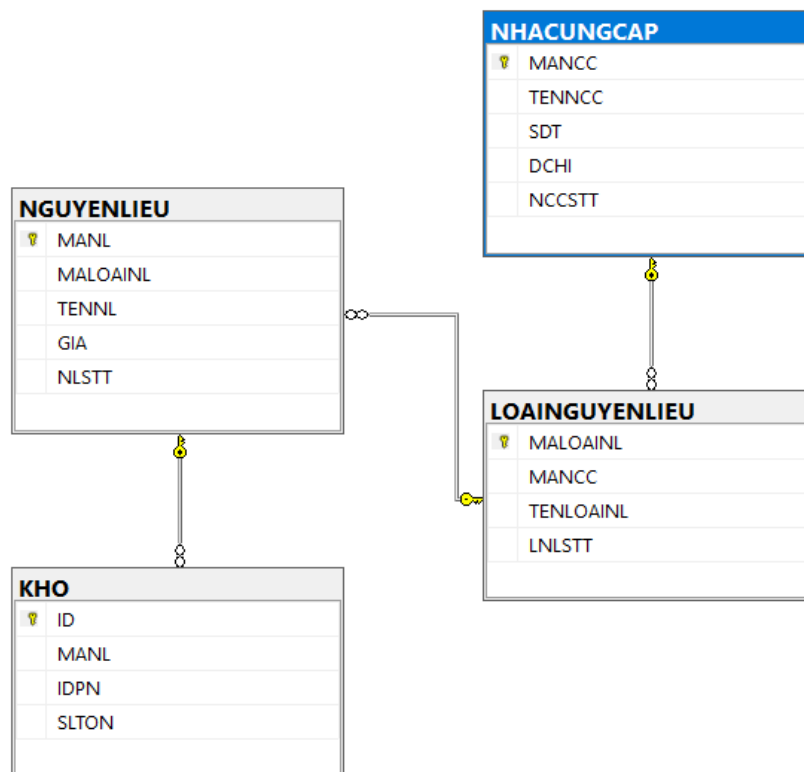 NHACUNGCAP
MANCC
TENNCC
SDT
DCHI
NCCSTT
NGUYENLIEU
MANL
MALOAINL
TENNL
GIA
NLSTT
LOAINGUYENLIEU
MALOAINL
MANCC
TENLOAINL
LNLSTT
KHO
ID
MANL
IDPN
SLTON